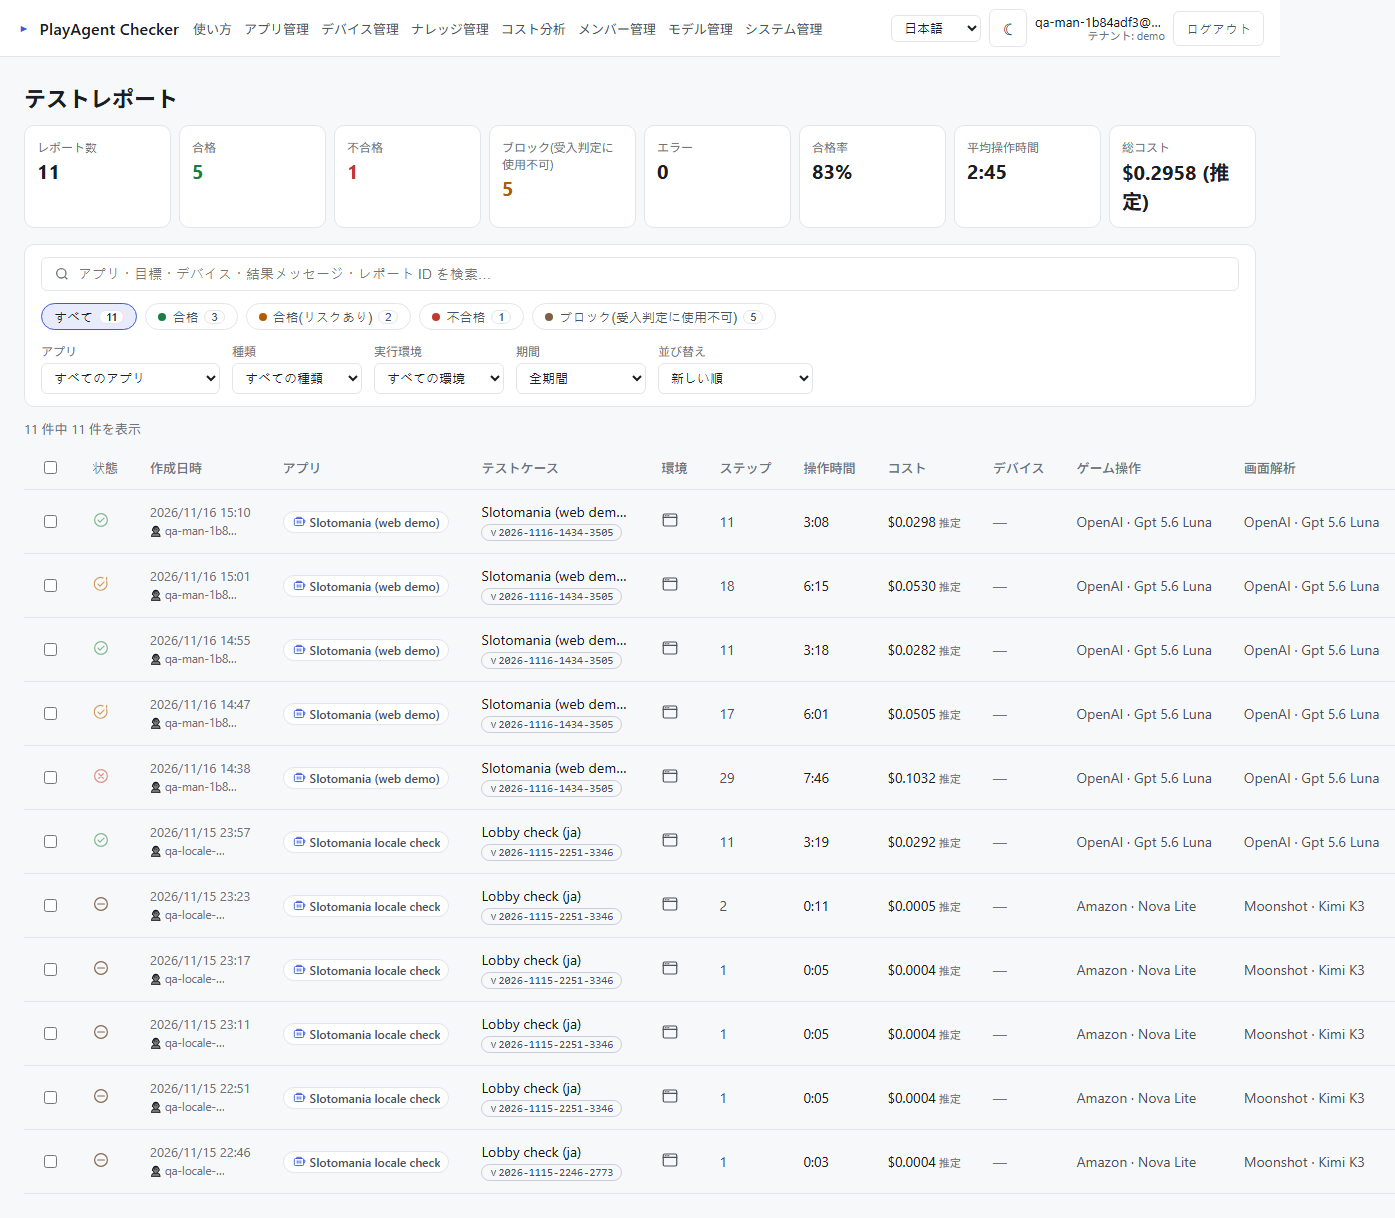 PlayAgent Checker 使い方 アプリ管理 デバイス管理 ナレッジ管理 コスト分析 メンバー管理 モデル管理 システム管理 日本語 qa-man-1b84adf3@... ログアウト
テナント: demo
テストレポート
レポート数 合格 不合格 ブロック(受入判定に使用不可) エラー 合格率 平均操作時間 総コスト
11 5 1 5 0 83% 2:45 $0.2958 (推定)
アプリ・目標・デバイス・結果メッセージ・レポート ID を検索...
すべて 11 合格 3 合格(リスクあり) 2 不合格 1 ブロック(受入判定に使用不可) 5
アプリ 種類 実行環境 期間 並び替え
すべてのアプリ すべての種類 すべての環境 全期間 新しい順
11 件中 11 件を表示
状態 作成日時 アプリ テストケース 環境 ステップ 操作時間 コスト デバイス ゲーム操作 画面解析
2026/11/16 15:10 Slotomania (web demo) Slotomania (web dem... 11 3:08 $0.0298 推定 — OpenAI · Gpt 5.6 Luna OpenAI · Gpt 5.6 Luna
qa-man-1b8... v 2026-1116-1434-3505
2026/11/16 15:01 Slotomania (web demo) Slotomania (web dem... 18 6:15 $0.0530 推定 — OpenAI · Gpt 5.6 Luna OpenAI · Gpt 5.6 Luna
qa-man-1b8... v 2026-1116-1434-3505
2026/11/16 14:55 Slotomania (web demo) Slotomania (web dem... 11 3:18 $0.0282 推定 — OpenAI · Gpt 5.6 Luna OpenAI · Gpt 5.6 Luna
qa-man-1b8... v 2026-1116-1434-3505
2026/11/16 14:47 Slotomania (web demo) Slotomania (web dem... 17 6:01 $0.0505 推定 — OpenAI · Gpt 5.6 Luna OpenAI · Gpt 5.6 Luna
qa-man-1b8... v 2026-1116-1434-3505
2026/11/16 14:38 Slotomania (web demo) Slotomania (web dem... 29 7:46 $0.1032 推定 — OpenAI · Gpt 5.6 Luna OpenAI · Gpt 5.6 Luna
qa-man-1b8... v 2026-1116-1434-3505
2026/11/15 23:57 Slotomania locale check Lobby check (ja) 11 3:19 $0.0292 推定 — OpenAI · Gpt 5.6 Luna OpenAI · Gpt 5.6 Luna
qa-locale-... v 2026-1115-2251-3346
2026/11/15 23:23 Slotomania locale check Lobby check (ja) 2 0:11 $0.0005 推定 — Amazon · Nova Lite Moonshot · Kimi K3
qa-locale-... v 2026-1115-2251-3346
2026/11/15 23:17 Slotomania locale check Lobby check (ja) 1 0:05 $0.0004 推定 — Amazon · Nova Lite Moonshot · Kimi K3
qa-locale-... v 2026-1115-2251-3346
2026/11/15 23:11 Slotomania locale check Lobby check (ja) 1 0:05 $0.0004 推定 — Amazon · Nova Lite Moonshot · Kimi K3
qa-locale-... v 2026-1115-2251-3346
2026/11/15 22:51 Slotomania locale check Lobby check (ja) 1 0:05 $0.0004 推定 — Amazon · Nova Lite Moonshot · Kimi K3
qa-locale-... v 2026-1115-2251-3346
2026/11/15 22:46 Slotomania locale check Lobby check (ja) 1 0:03 $0.0004 推定 — Amazon · Nova Lite Moonshot · Kimi K3
qa-locale-... v 2026-1115-2246-2773